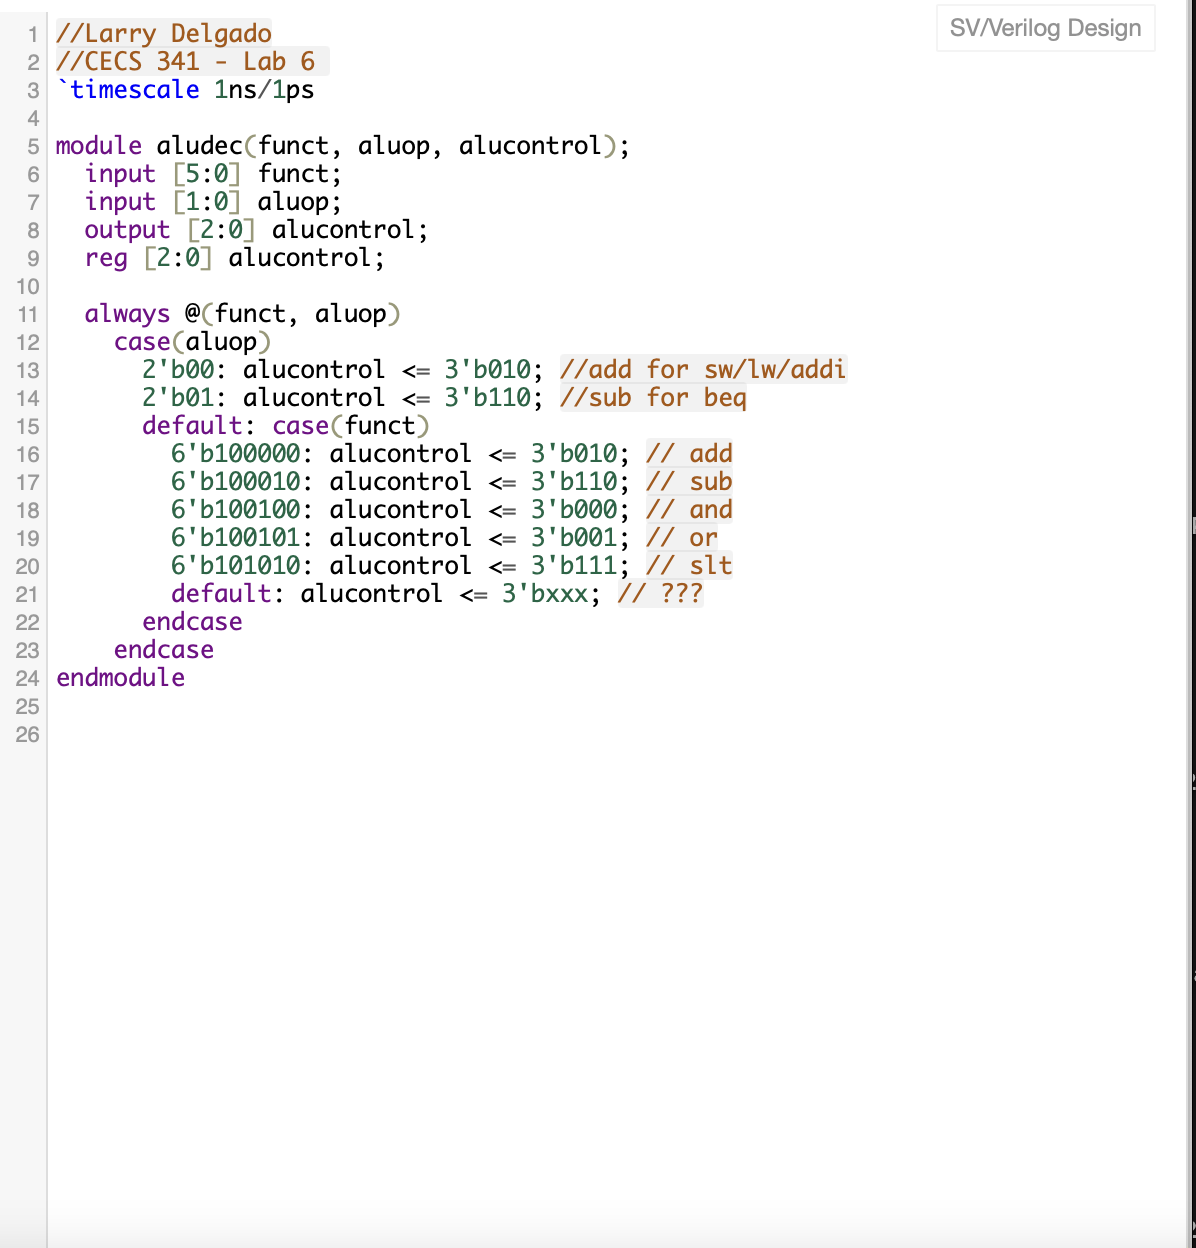 SV/Verilog Design
1 //Larry Delgado
2 //CECS 341 - Lab 6
3 `timescale 1ns/1ps
4
5 module aludec(funct, aluop, alucontrol);
6   input [5:0] funct;
7   input [1:0] aluop;
8   output [2:0] alucontrol;
9   reg [2:0] alucontrol;
10
11   always @(funct, aluop)
12     case(aluop)
13       2'b00: alucontrol <= 3'b010; //add for sw/lw/addi
14       2'b01: alucontrol <= 3'b110; //sub for beq
15       default: case(funct)
16         6'b100000: alucontrol <= 3'b010; // add
17         6'b100010: alucontrol <= 3'b110; // sub
18         6'b100100: alucontrol <= 3'b000; // and
19         6'b100101: alucontrol <= 3'b001; // or
20         6'b101010: alucontrol <= 3'b111; // slt
21         default: alucontrol <= 3'bxxx; // ???
22       endcase
23     endcase
24 endmodule
25
26